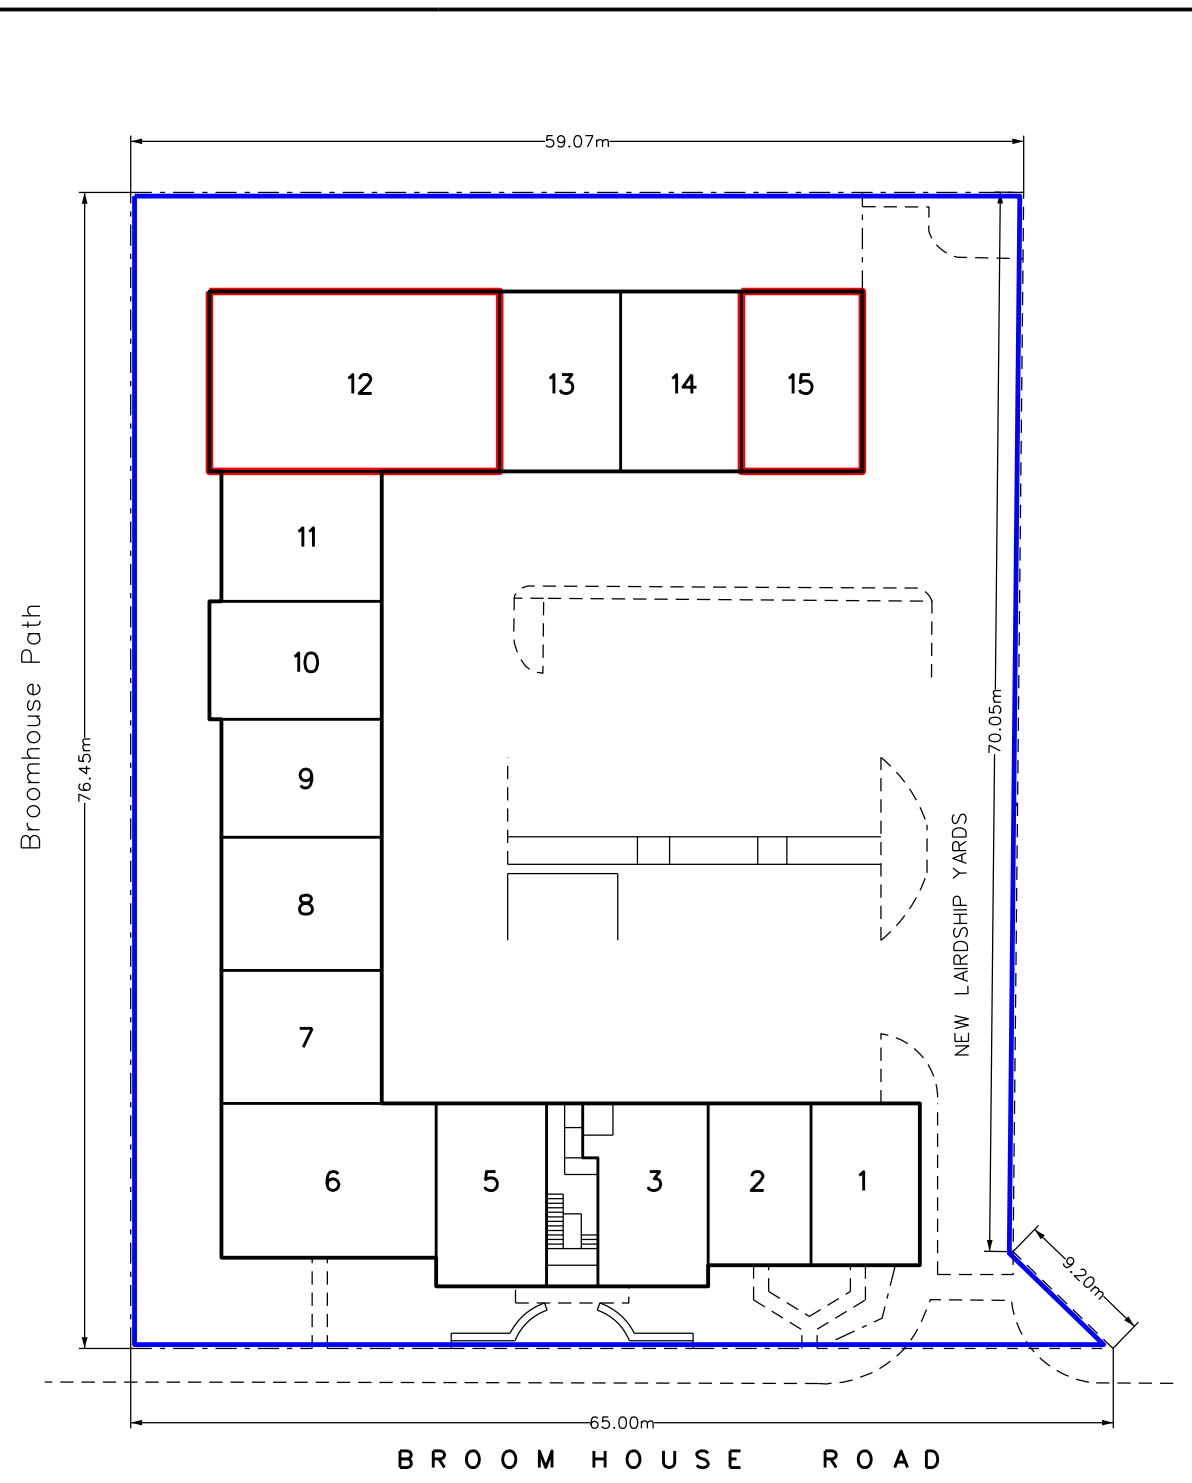 59.07m
12
13
14
15
11
10
9
8
7
6
5
3
2
1
Broomhouse Path
76.45m
70.05m
NEW LAIRDSHIP YARDS
9.20m
65.00m
BROOM HOUSE ROAD